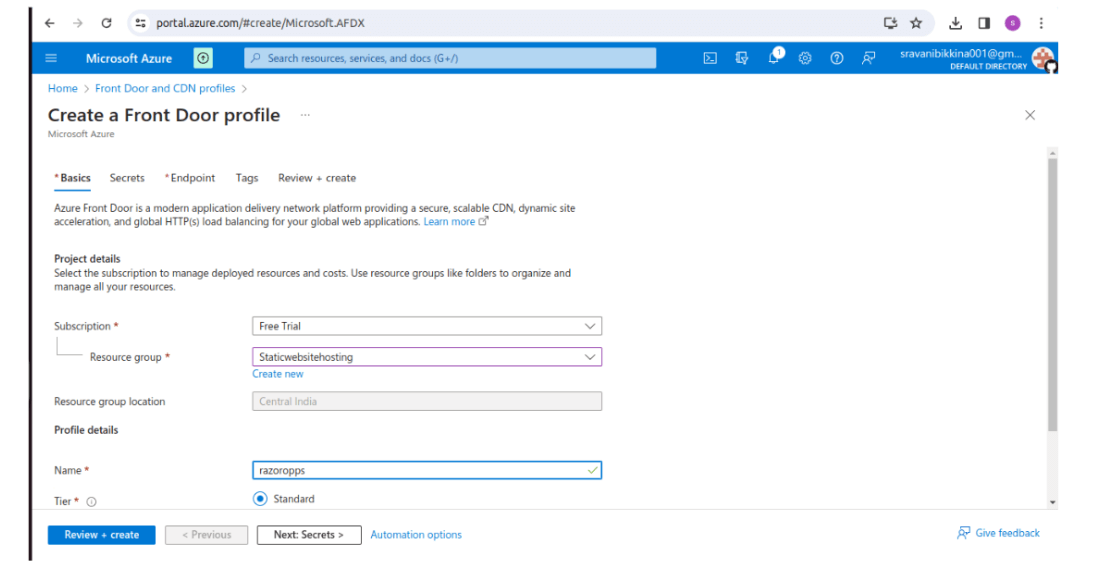 portal.azure.com/#create/Microsoft.AFDX
s
Microsoft Azure
Search resources, services, and docs (G+/)
1
sravanibikkina001@gm...
DEFAULT DIRECTORY
Home > Front Door and CDN profiles >
Create a Front Door profile ...
Microsoft Azure
* Basics Secrets * Endpoint Tags Review + create
Azure Front Door is a modern application delivery network platform providing a secure, scalable CDN, dynamic site
acceleration, and global HTTP(s) load balancing for your global web applications. Learn more
Project details
Select the subscription to manage deployed resources and costs. Use resource groups like folders to organize and
manage all your resources.
Subscription * Free Trial
Resource group * Staticwebsitehosting
Create new
Resource group location Central India
Profile details
Name * razoropps
Tier * Standard
Review + create < Previous Next: Secrets > Automation options Give feedback